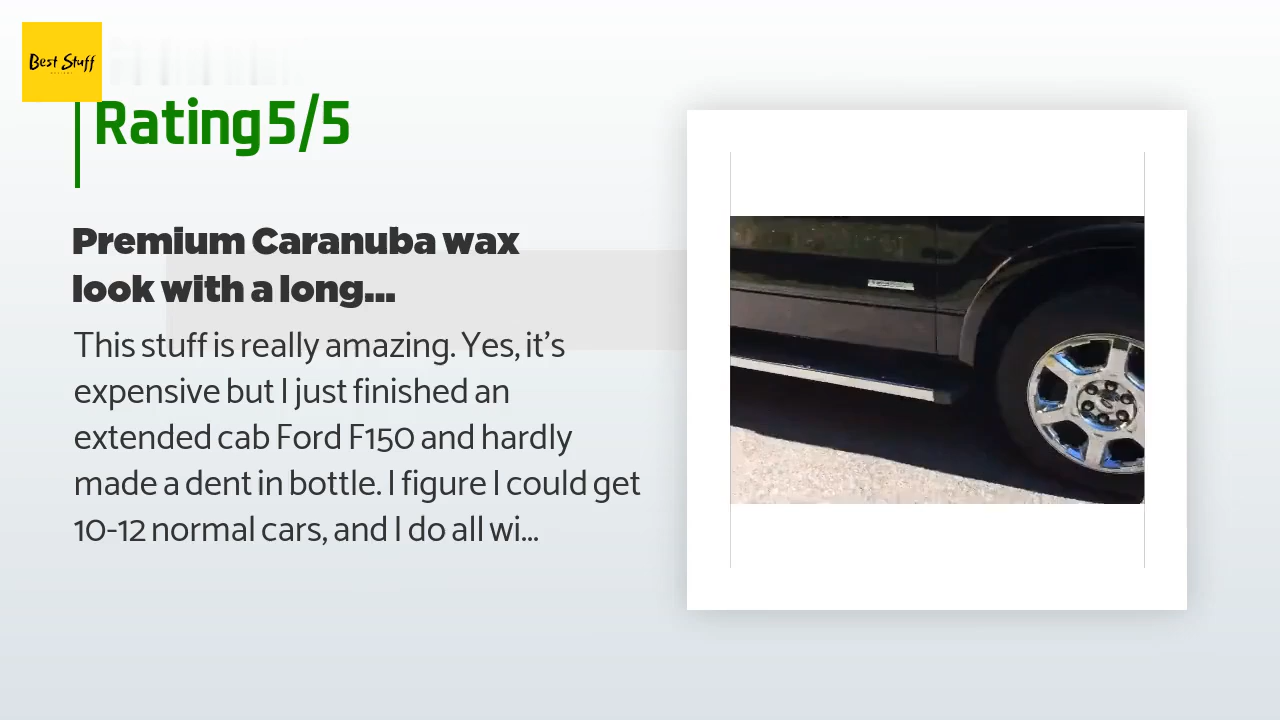 Best Stuff
Rating 5/5
Premium Caranuba wax
look with a long...
This stuff is really amazing. Yes, it's
expensive but I just finished an
extended cab Ford F150 and hardly
made a dent in bottle. I figure I could get
10-12 normal cars, and I do all wi...